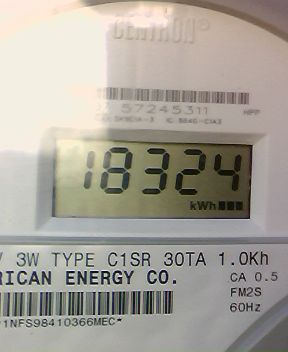 CENTRON®
57245311 HPP
18324
kWh
V 3W TYPE C1SR 30TA 1.0Kh
RICAN ENERGY CO. CA 0.5
FM2S
60Hz
1NFS98410366MEC*